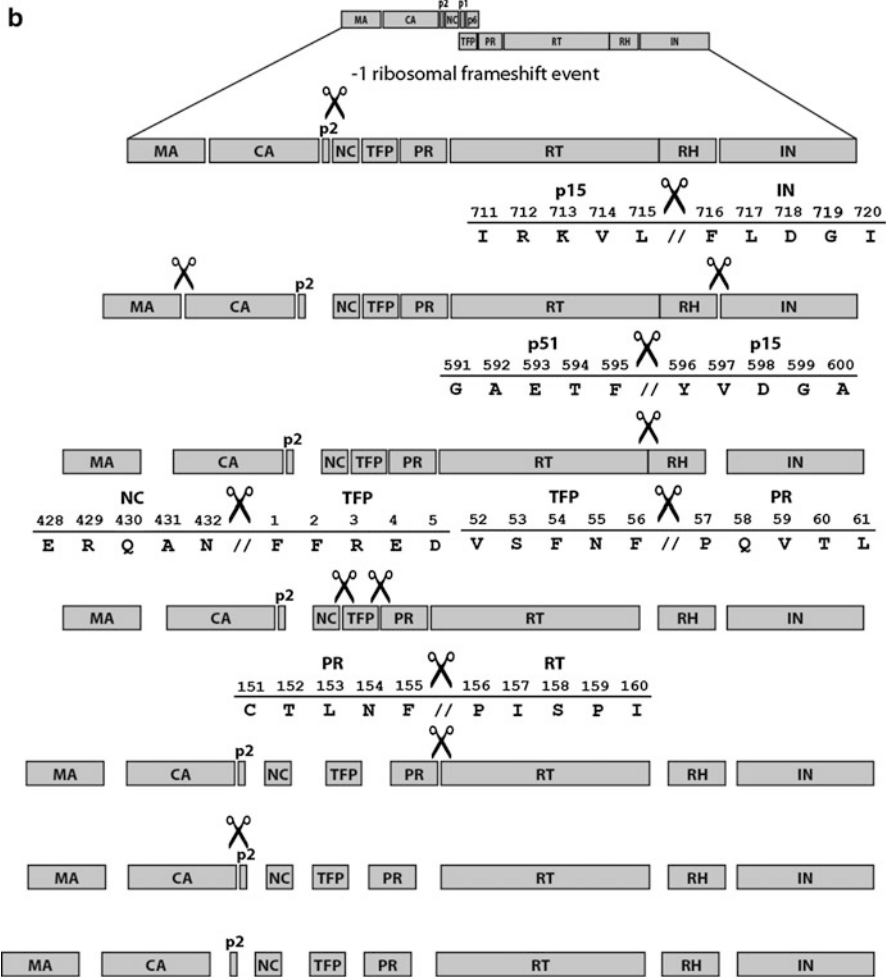 b
p2 p1
MA CA NC p6
TFP PR RT RH IN
-1 ribosomal frameshift event
p2
MA CA NC TFP PR RT RH IN
p15 IN
711 712 713 714 715 716 717 718 719 720
I R K V L // F L D G I
p2
MA CA NC TFP PR RT RH IN
p51 p15
591 592 593 594 595 596 597 598 599 600
G A E T F // Y V D G A
p2
MA CA NC TFP PR RT RH IN
NC TFP TFP PR
428 429 430 431 432 1 2 3 4 5 52 53 54 55 56 57 58 59 60 61
E R Q A N // F F R E D V S F N F // P Q V T L
p2
MA CA NC TFP PR RT RH IN
PR RT
151 152 153 154 155 156 157 158 159 160
C T L N F // P I S P I
p2
MA CA NC TFP PR RT RH IN
p2
MA CA NC TFP PR RT RH IN
p2
MA CA NC TFP PR RT RH IN